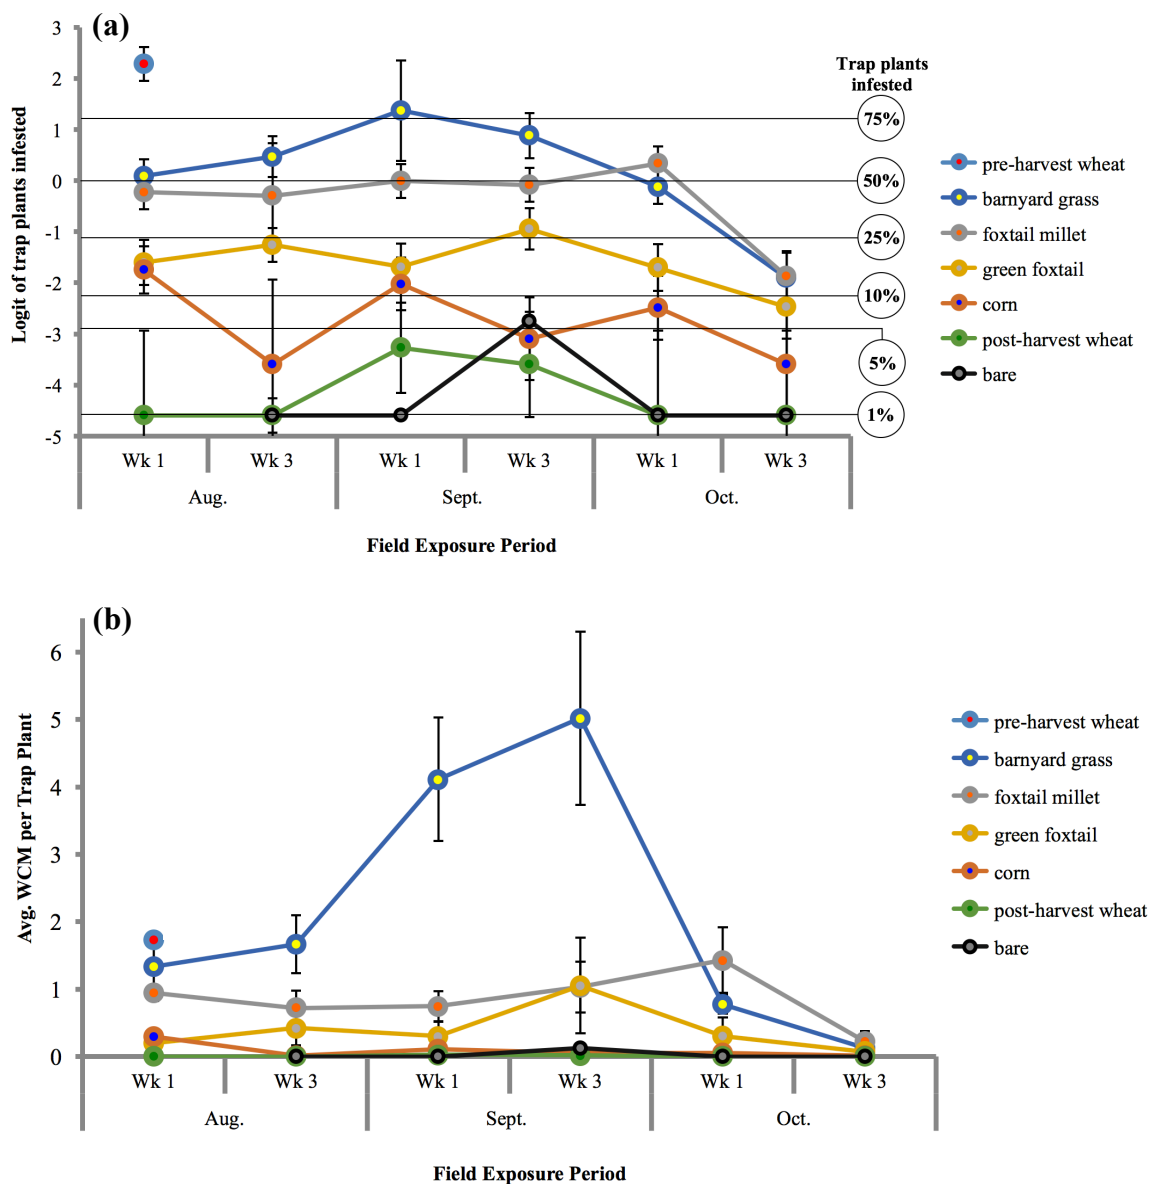 (a)
Logit of trap plants infested
3
2
1
0
-1
-2
-3
-4
-5
Trap plants
infested
75%
50%
25%
10%
5%
1%
pre-harvest wheat
barnyard grass
foxtail millet
green foxtail
corn
post-harvest wheat
bare
Wk 1
Wk 3
Wk 1
Wk 3
Wk 1
Wk 3
Aug.
Sept.
Oct.
Field Exposure Period
(b)
Avg. WCM per Trap Plant
6
5
4
3
2
1
0
pre-harvest wheat
barnyard grass
foxtail millet
green foxtail
corn
post-harvest wheat
bare
Wk 1
Wk 3
Wk 1
Wk 3
Wk 1
Wk 3
Aug.
Sept.
Oct.
Field Exposure Period